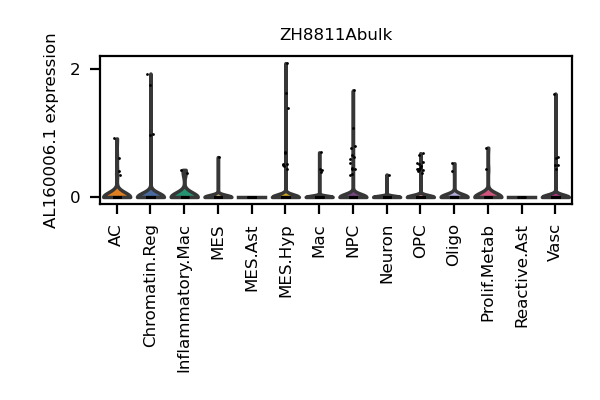 ZH8811Abulk
AL160006.1 expression
2
0
AC
Chromatin.Reg
Inflammatory.Mac
MES
MES.Ast
MES.Hyp
Mac
NPC
Neuron
OPC
Oligo
Prolif.Metab
Reactive.Ast
Vasc